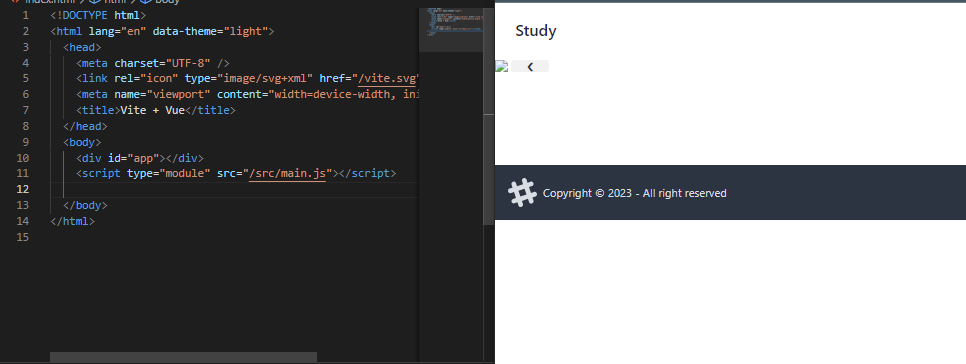 index.html > html > body
1 <!DOCTYPE html>
2 <html lang="en" data-theme="light">
3 <head>
4 <meta charset="UTF-8" />
5 <link rel="icon" type="image/svg+xml" href="/vite.svg"
6 <meta name="viewport" content="width=device-width, ini
7 <title>Vite + Vue</title>
8 </head>
9 <body>
10 <div id="app"></div>
11 <script type="module" src="/src/main.js"></script>
12
13 </body>
14 </html>
15
Study
❮
Copyright © 2023 - All right reserved